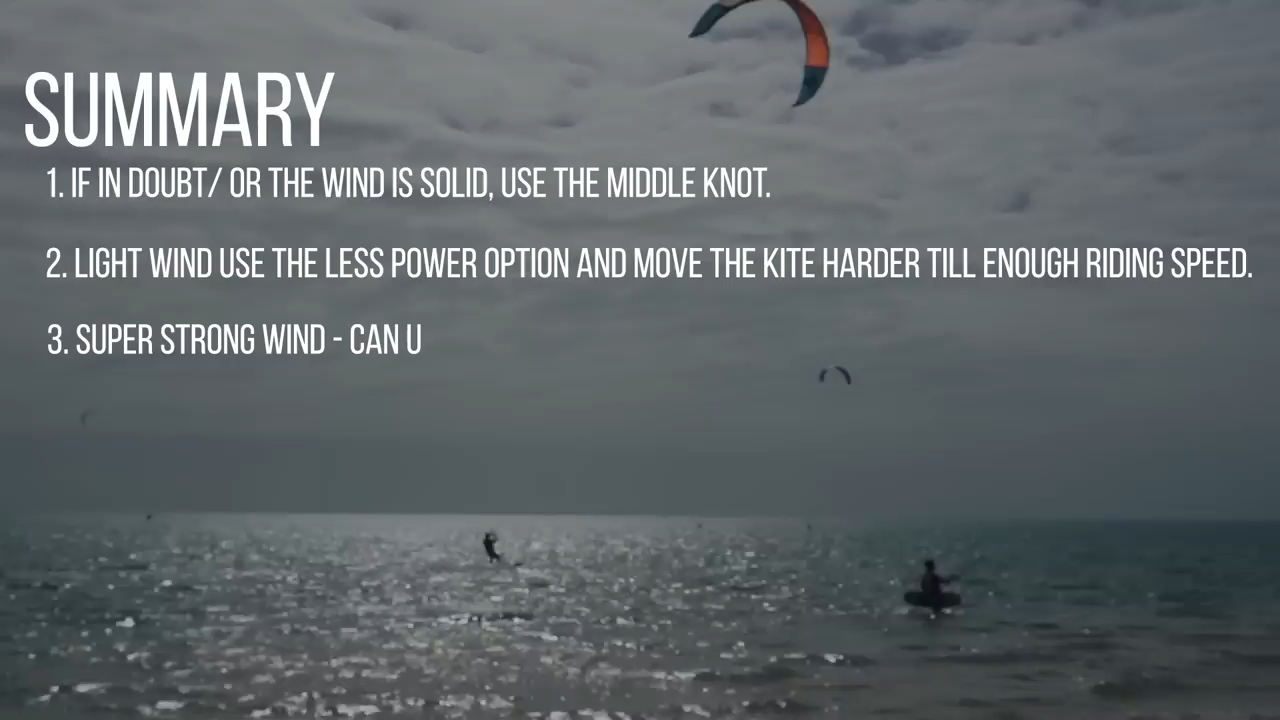 SUMMARY
1. IF IN DOUBT/ OR THE WIND IS SOLID, USE THE MIDDLE KNOT.
2. LIGHT WIND USE THE LESS POWER OPTION AND MOVE THE KITE HARDER TILL ENOUGH RIDING SPEED.
3. SUPER STRONG WIND - CAN U